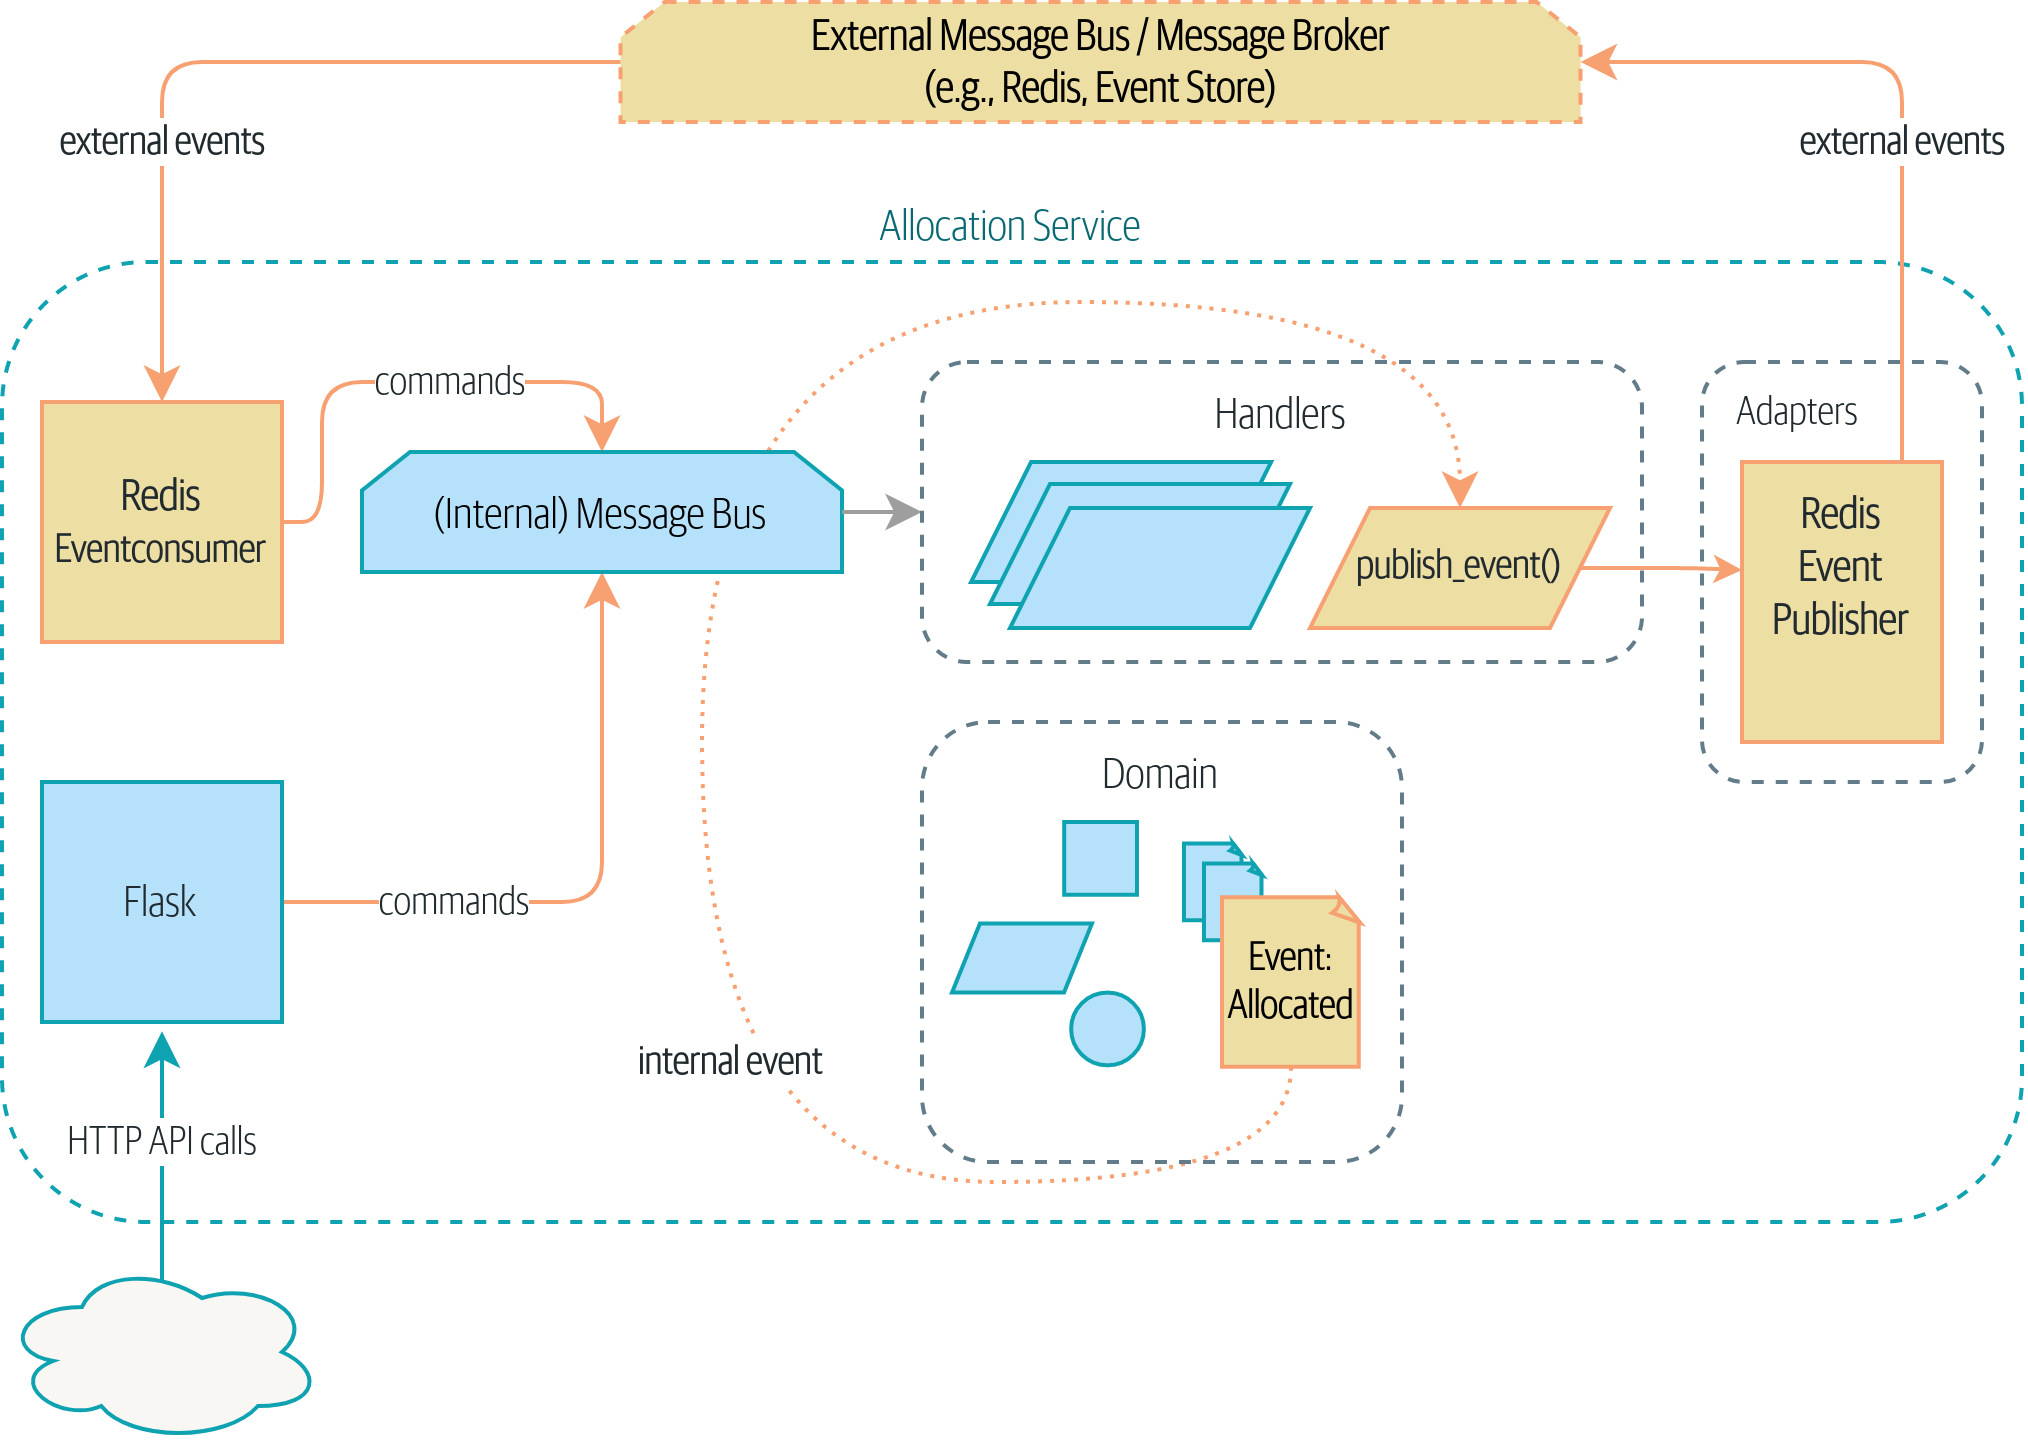 External Message Bus / Message Broker
(e.g., Redis, Event Store)
external events
external events
Allocation Service
commands
Handlers
Adapters
Redis
Eventconsumer
(Internal) Message Bus
publish_event()
Redis
Event
Publisher
Domain
Flask
commands
Event:
Allocated
internal event
HTTP API calls